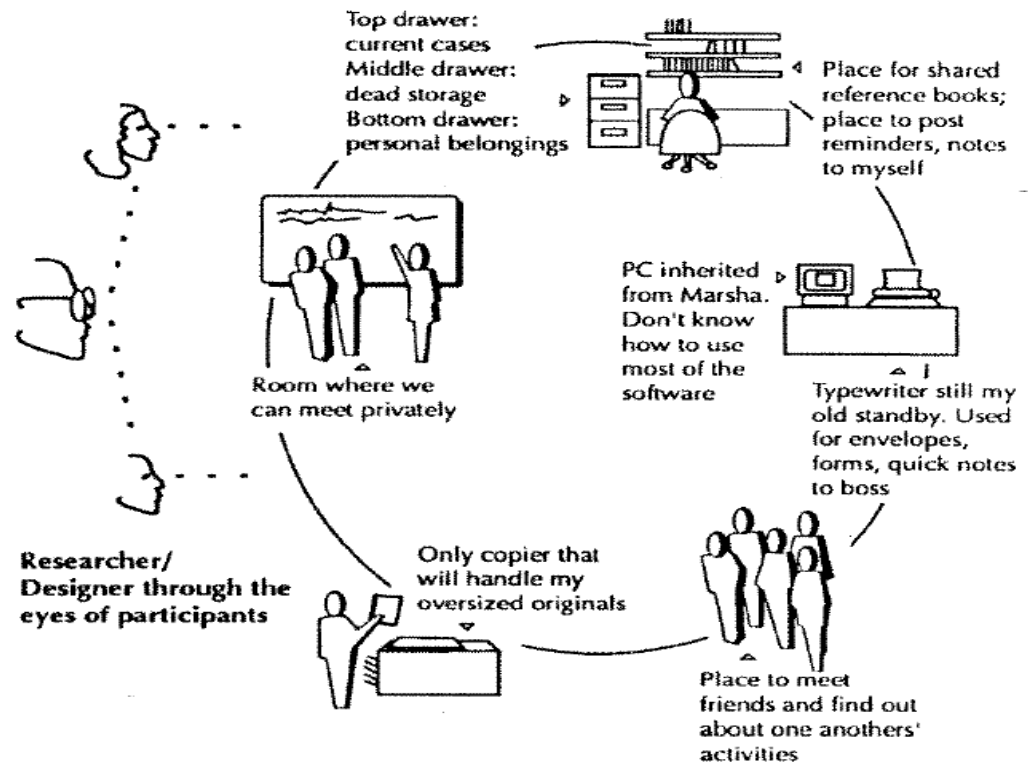 Top drawer:
current cases
Middle drawer:
dead storage
Bottom drawer:
personal belongings
Place for shared
reference books;
place to post
reminders, notes
to myself
PC inherited
from Marsha.
Don't know
how to use
most of the
software
Typewriter still my
old standby. Used
for envelopes,
forms, quick notes
to boss
Room where we
can meet privately
Only copier that
will handle my
oversized originals
Place to meet
friends and find out
about one anothers'
activities
Researcher/
Designer through the
eyes of participants